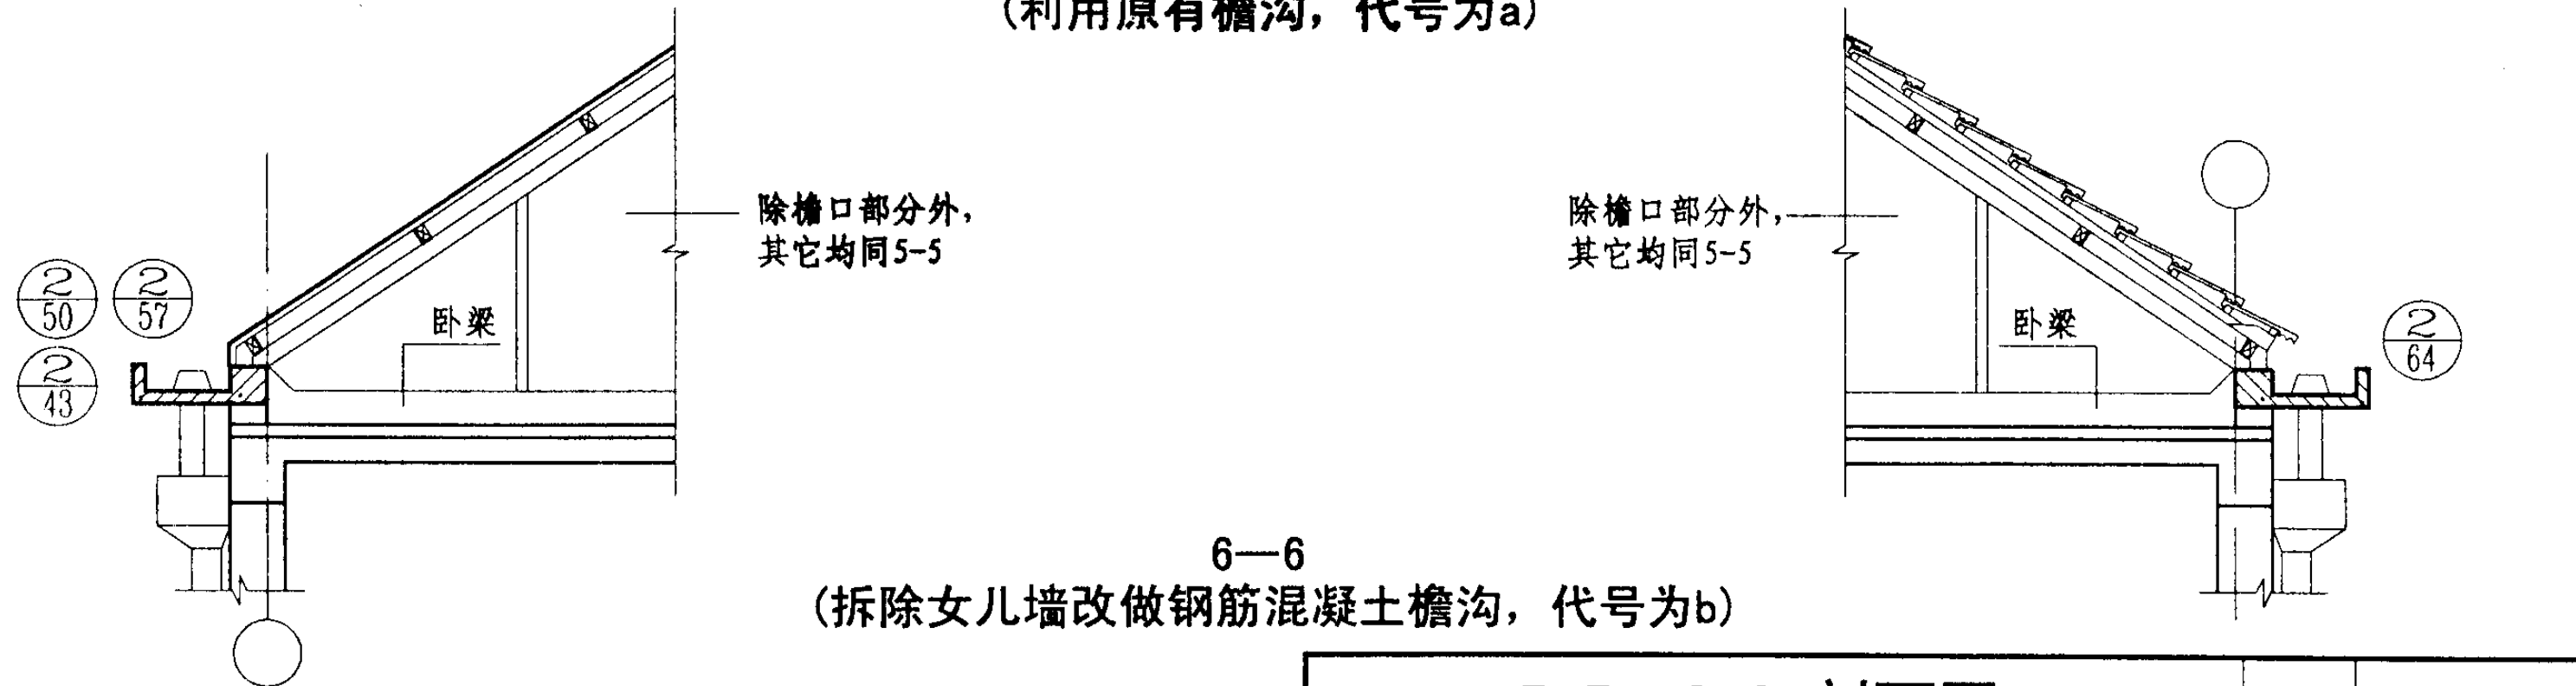 (利用原有檐沟，代号为a)
除檐口部分外，
其它均同5-5
除檐口部分外，
其它均同5-5
2
50
2
57
卧梁
卧梁
2
64
2
43
6—6
(拆除女儿墙改做钢筋混凝土檐沟，代号为b)